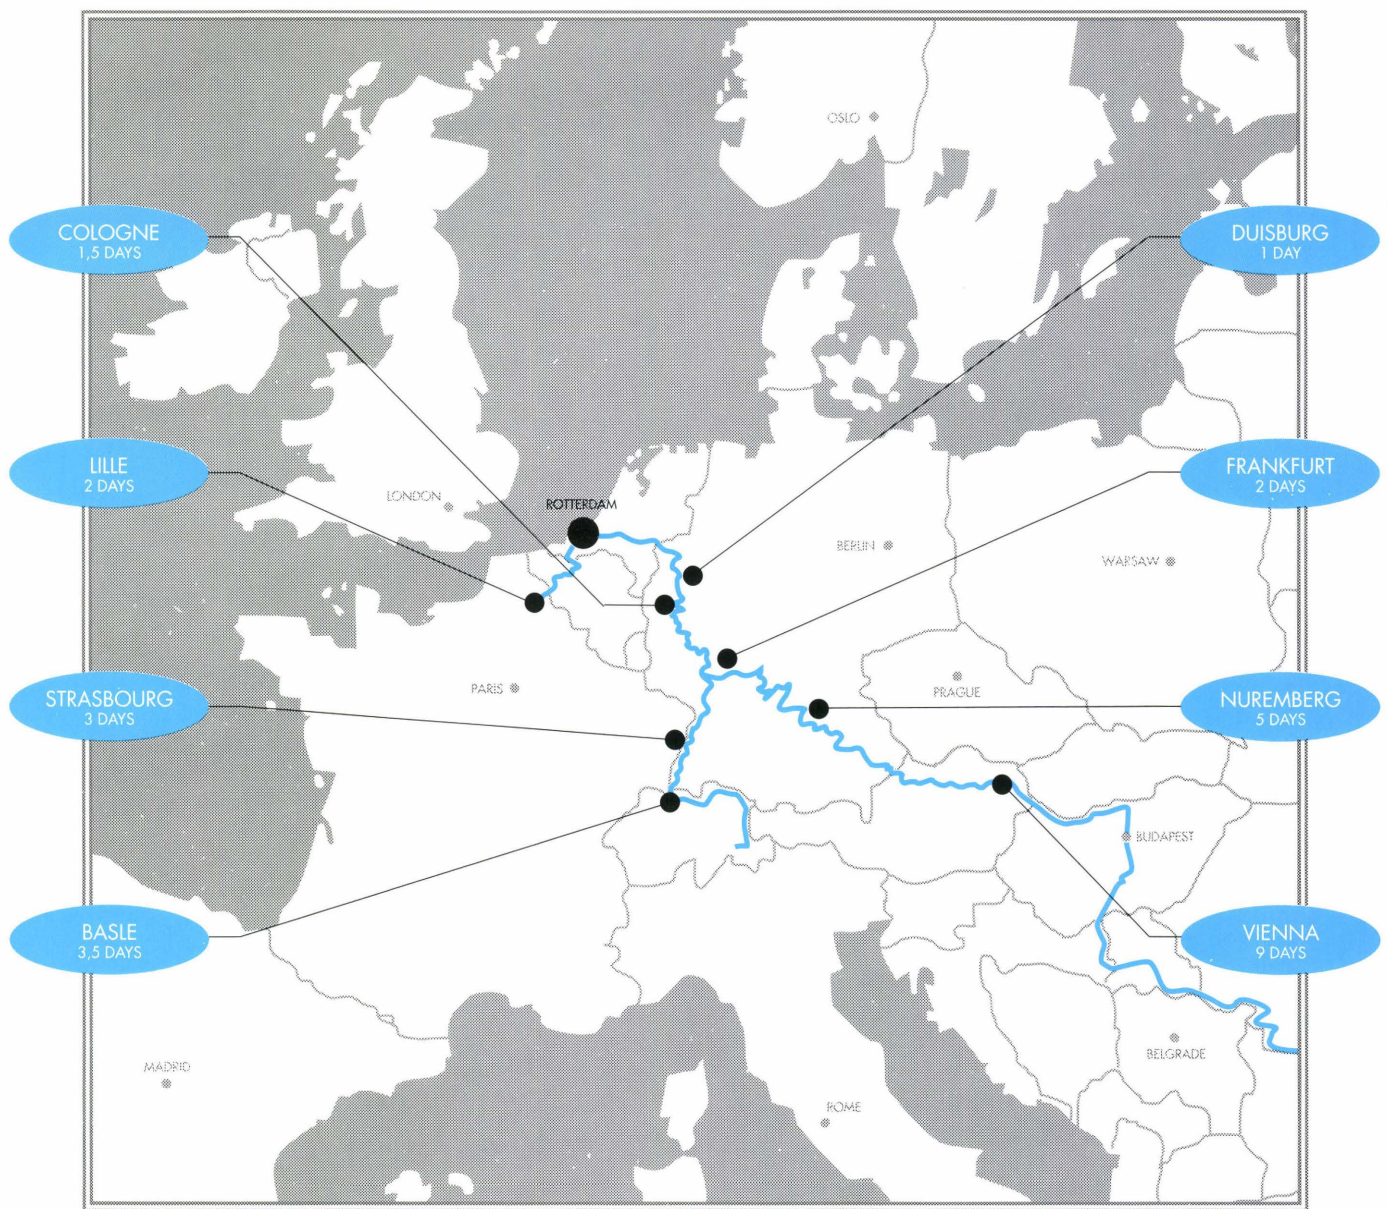 OSLO
COLOGNE
1,5 DAYS
DUISBURG
1 DAY
LILLE
2 DAYS
FRANKFURT
2 DAYS
LONDON
ROTTERDAM
BERLIN
WARSAW
PARIS
PRAGUE
STRASBOURG
3 DAYS
NUREMBERG
5 DAYS
BUDAPEST
BASLE
3,5 DAYS
VIENNA
9 DAYS
BELGRADE
MADRID
ROME